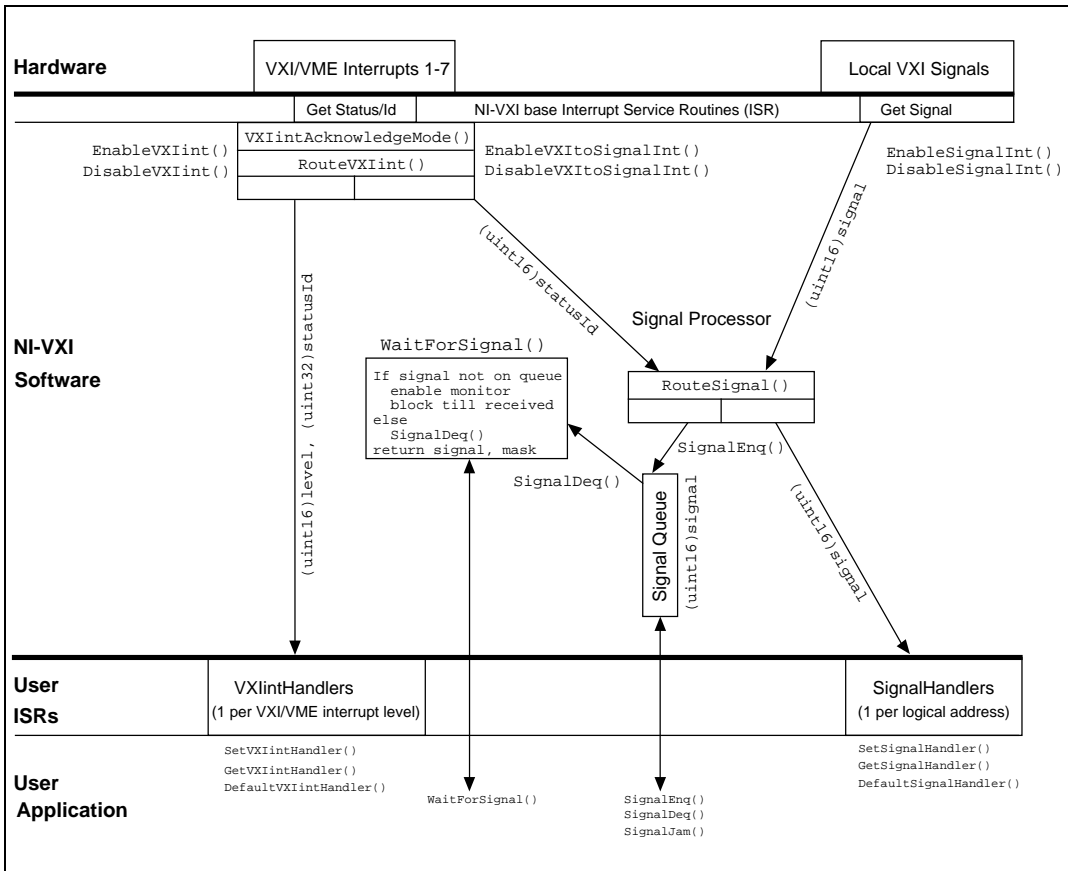 Hardware
VXI/VME Interrupts 1-7
Local VXI Signals
Get Status/Id
NI-VXI base Interrupt Service Routines (ISR)
Get Signal
VXIintAcknowledgeMode()
RouteVXIint()
EnableVXIint()
DisableVXIint()
EnableVXItoSignalInt()
DisableVXItoSignalInt()
EnableSignalInt()
DisableSignalInt()
(uint16)signal
(uint16)statusId
(uint16)level, (uint32)statusId
NI-VXI
Software
Signal Processor
RouteSignal()
WaitForSignal()
If signal not on queue
enable monitor
block till received
else
SignalDeq()
return signal, mask
SignalEnq()
SignalDeq()
Signal Queue
(uint16)signal
(uint16)signal
User
ISRs
VXIintHandlers
(1 per VXI/VME interrupt level)
SignalHandlers
(1 per logical address)
User
Application
SetVXIintHandler()
GetVXIintHandler()
DefaultVXIintHandler()
WaitForSignal()
SignalEnq()
SignalDeq()
SignalJam()
SetSignalHandler()
GetSignalHandler()
DefaultSignalHandler()